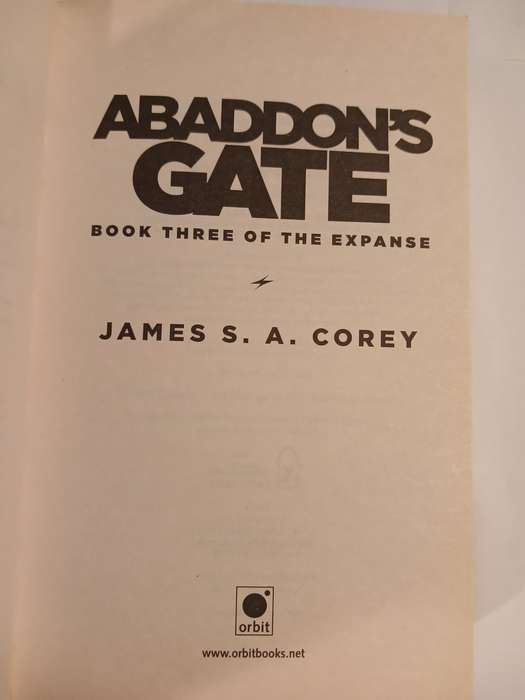 ABADDON'S
GATE
BOOK THREE OF THE EXPANSE
JAMES S. A. COREY
orbit
www.orbitbooks.net